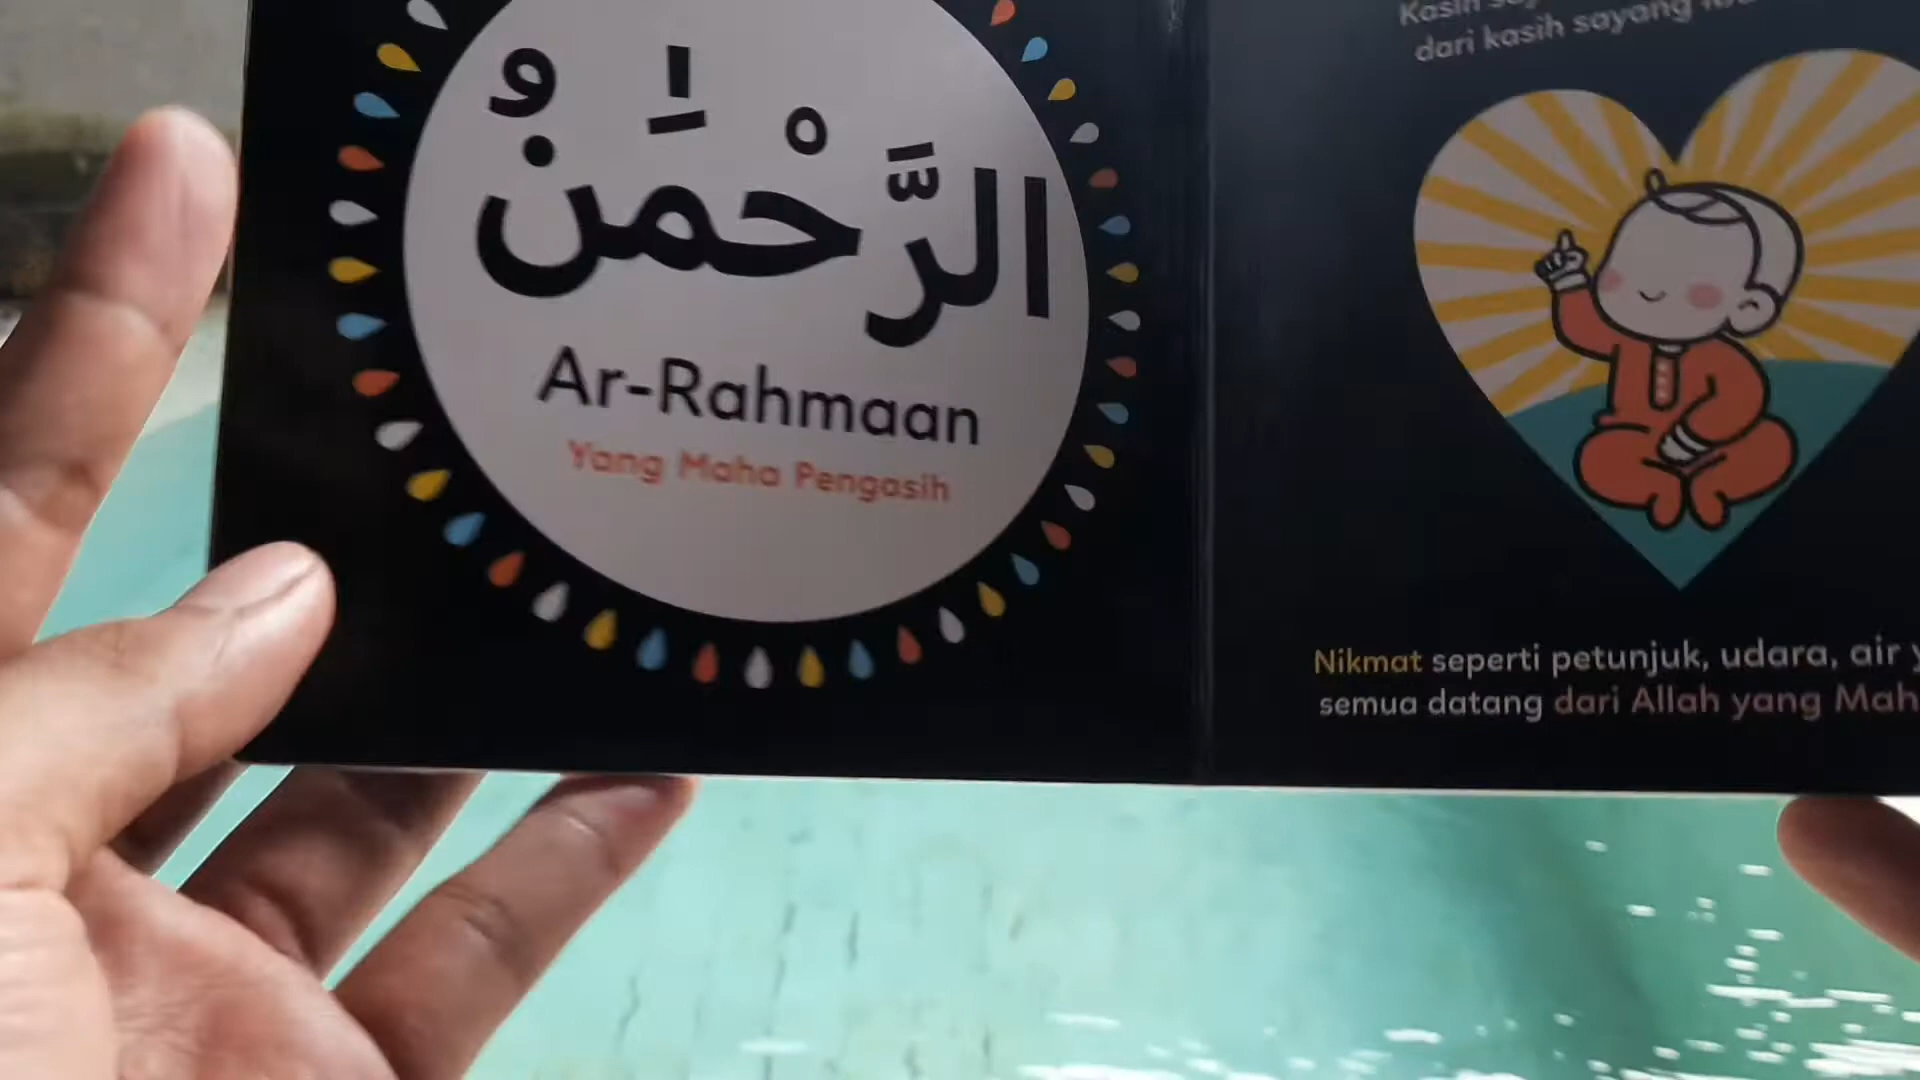 الرَّحْمَٰنُ
Ar-Rahmaan
Yang Maha Pengasih
Kasih
dari kasih sayang
Nikmat seperti petunjuk, udara, air
semua datang dari Allah yang